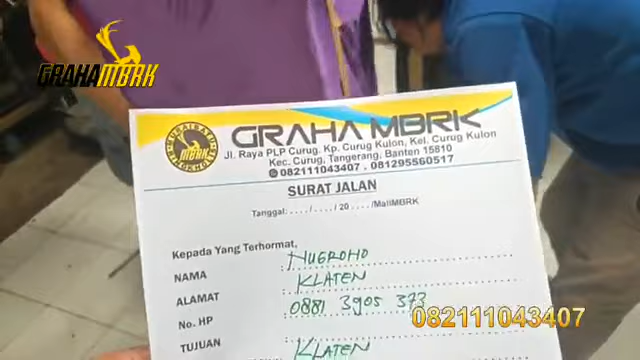 GRAHAMBRK
GRAHA MBRK
MBRK
Jl. Raya PLP Curug. Kp. Curug Kulon, Kel. Curug Kulon
Kec. Curug, Tangerang, Banten 15810
082111043407 . 081295560517
SURAT JALAN
Tanggal...../...../ 20 ..../MallMBRK
Kepada Yang Terhormat,
NAMA : NUGROHO
ALAMAT : KLATEN
No. HP : 0881 3905 373
082111043407
TUJUAN : KLATEN